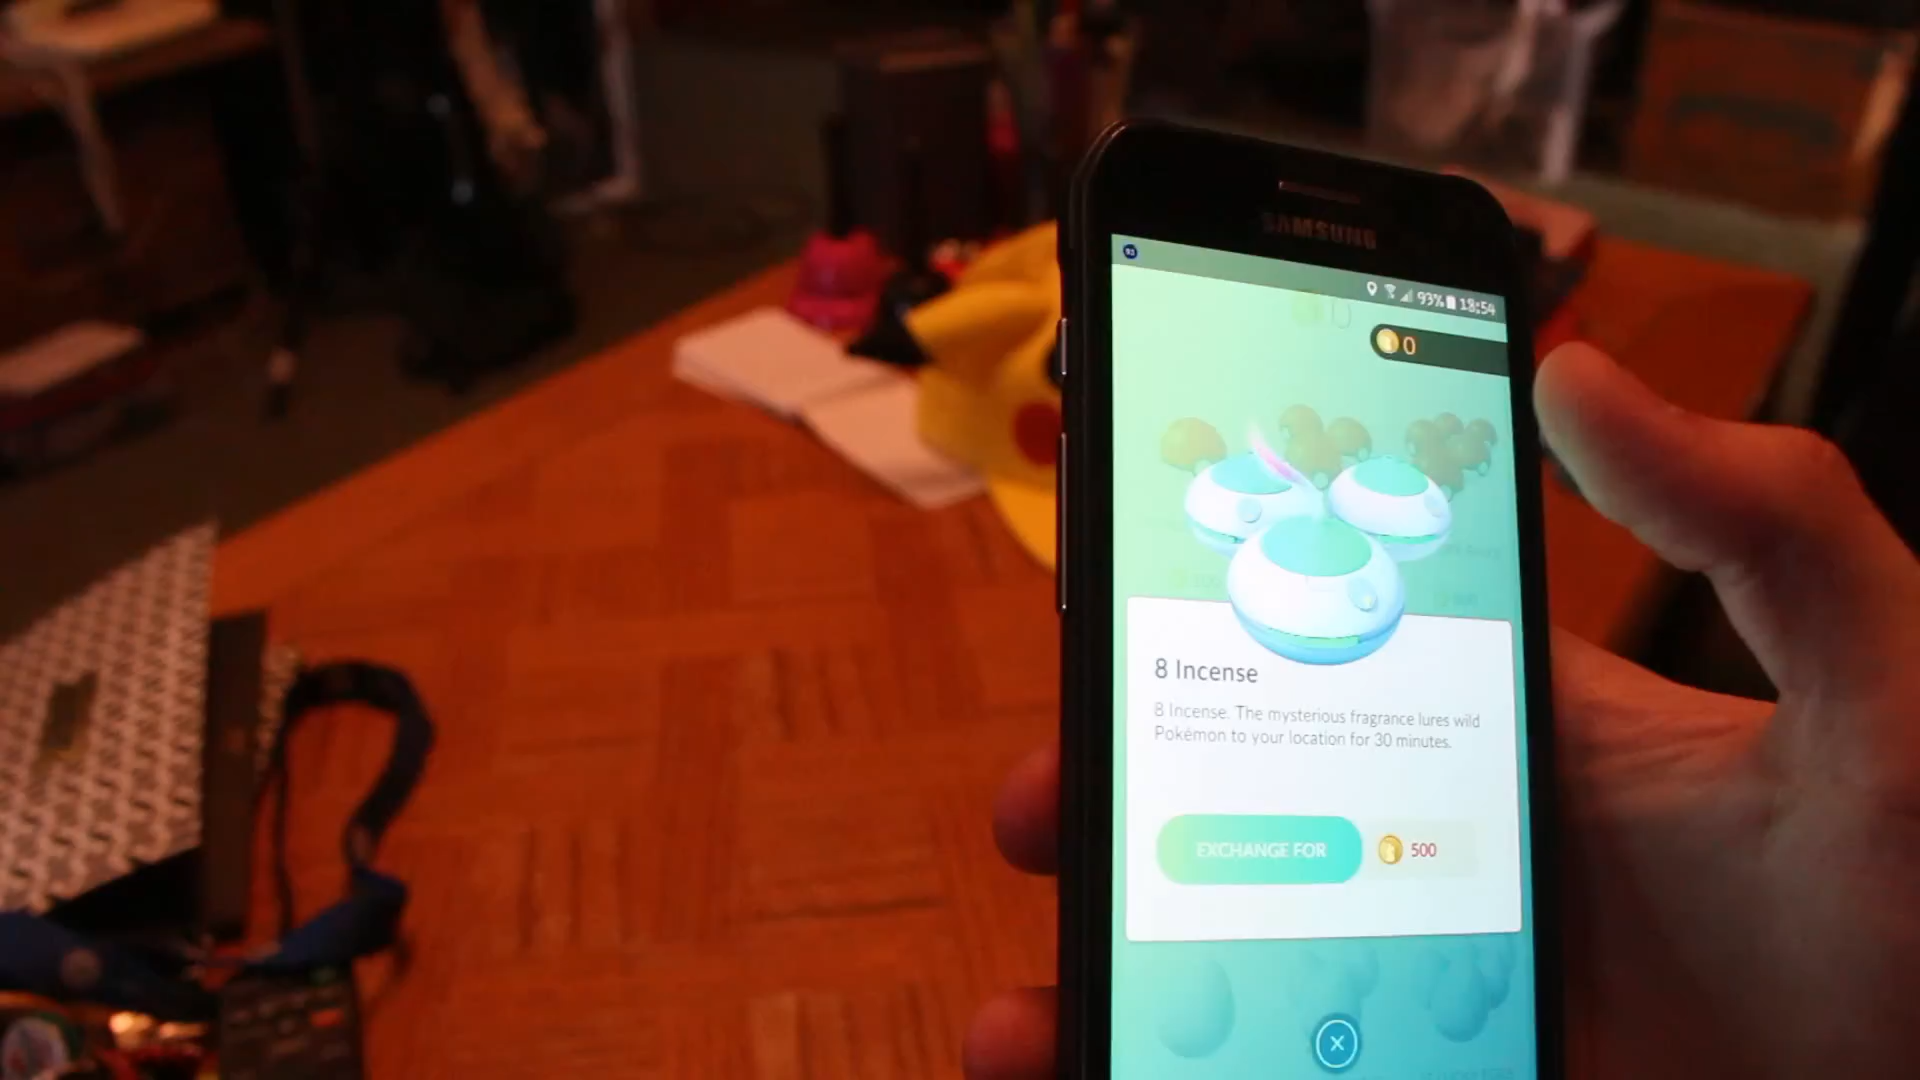 SAMSUNG
93% 18:54
0
8 Incense
8 Incense. The mysterious fragrance lures wild
Pokémon to your location for 30 minutes.
EXCHANGE FOR
500